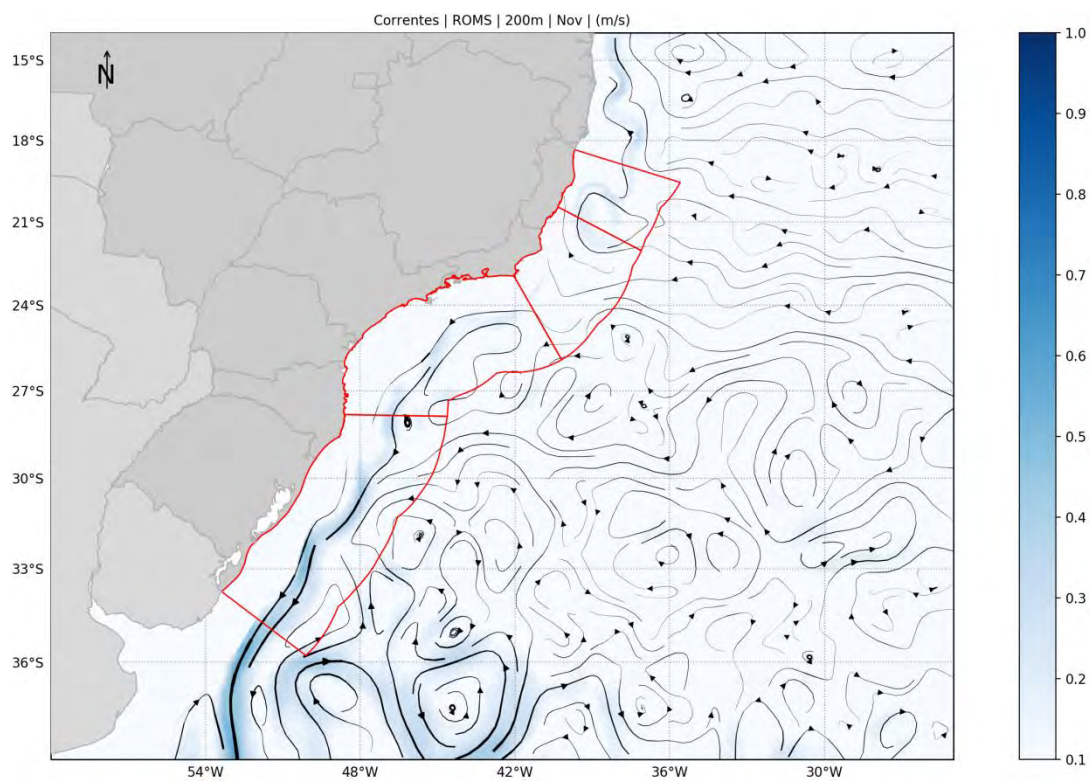 Correntes | ROMS | 200m | Nov | (m/s)
N
15°S
18°S
21°S
24°S
27°S
30°S
33°S
36°S
54°W
48°W
42°W
36°W
30°W
1.0
0.9
0.8
0.7
0.6
0.5
0.4
0.3
0.2
0.1